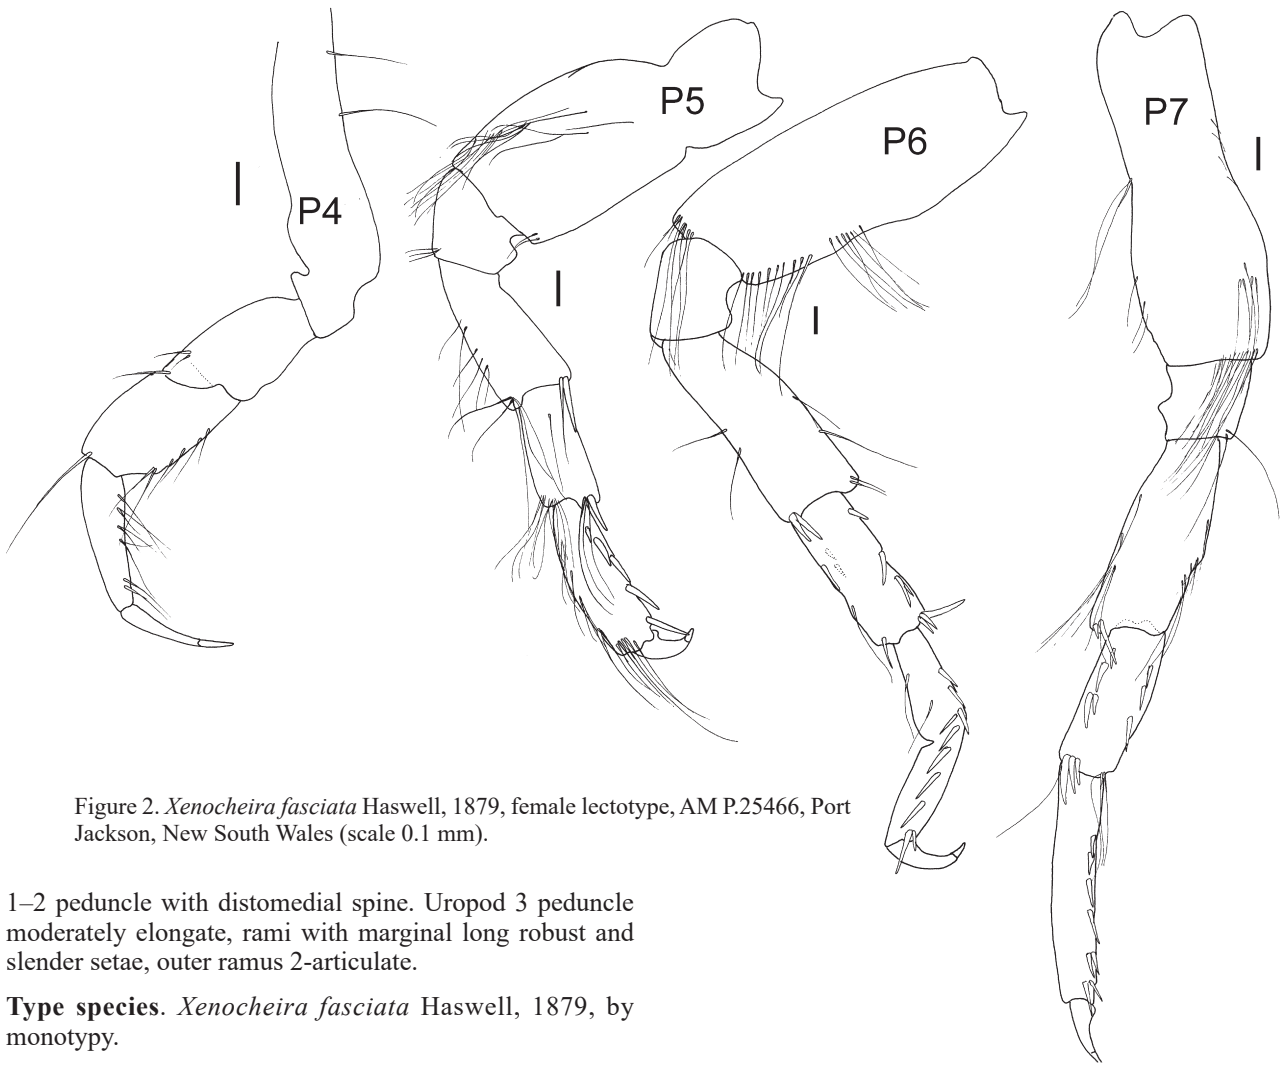 P4
P5
P6
P7
Figure 2. Xenocheira fasciata Haswell, 1879, female lectotype, AM P.25466, Port
Jackson, New South Wales (scale 0.1 mm).
1–2 peduncle with distomedial spine. Uropod 3 peduncle
moderately elongate, rami with marginal long robust and
slender setae, outer ramus 2-articulate.
Type species. Xenocheira fasciata Haswell, 1879, by
monotypy.